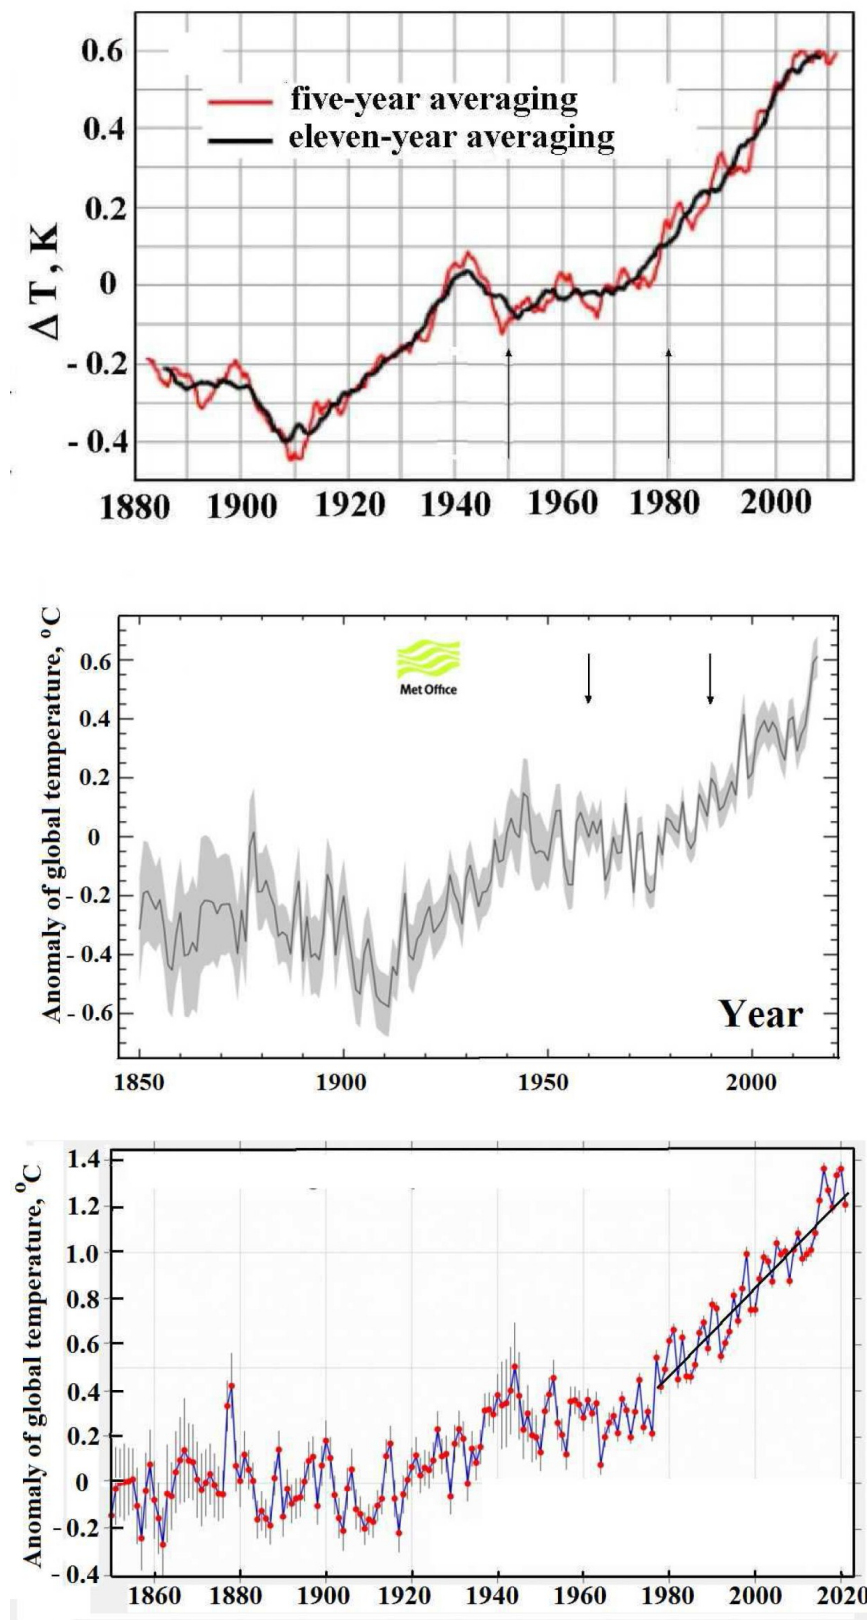 0.6
five-year averaging
eleven-year averaging
0.4
0.2
0
- 0.2
- 0.4
Δ T , K
1880 1900 1920 1940 1960 1980 2000
Anomaly of global temperature, °C
0.6
0.4
0.2
0
- 0.2
- 0.4
- 0.6
Met Office
Year
1850 1900 1950 2000
Anomaly of global temperature, °C
1.4
1.2
1.0
0.8
0.6
0.4
0.2
0
- 0.2
- 0.4
1860 1880 1900 1920 1940 1960 1980 2000 2020